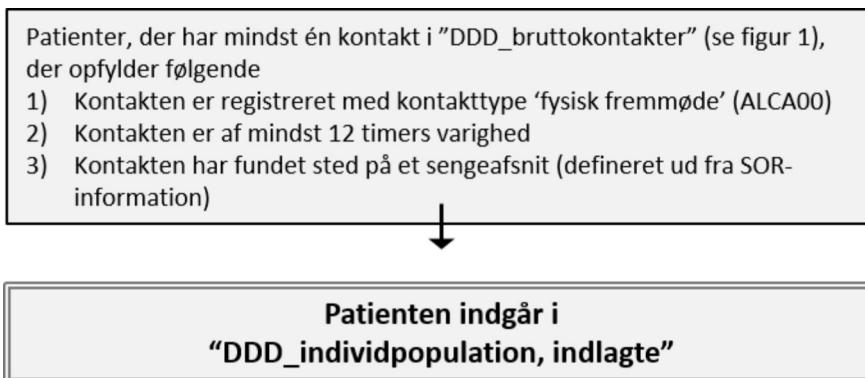 Patienter, der har mindst én kontakt i ”DDD_bruttokontakter” (se figur 1),
der opfylder følgende
1) Kontakten er registreret med kontakttype ‘fysisk fremmøde’ (ALCA00)
2) Kontakten er af mindst 12 timers varighed
3) Kontakten har fundet sted på et sengeafsnit (defineret ud fra SOR-
information)
Patienten indgår i
“DDD_individpopulation, indlagte”